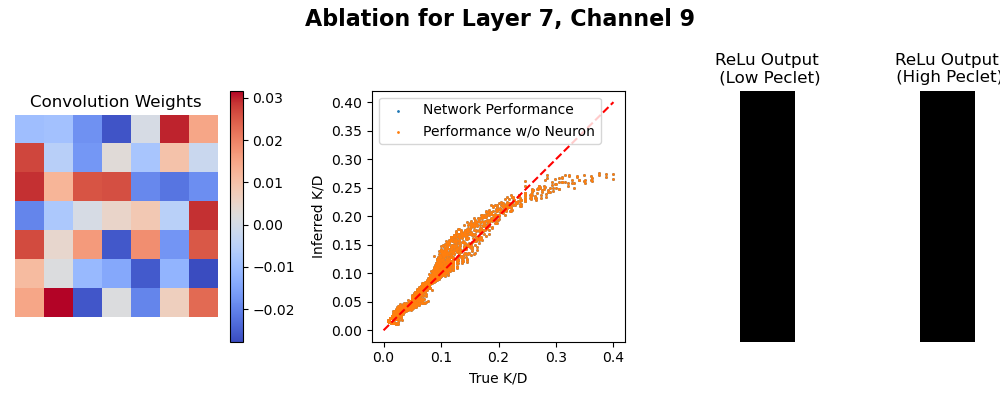 Ablation for Layer 7, Channel 9
Convolution Weights
0.03
0.02
0.01
0.00
−0.01
−0.02
Network Performance
Performance w/o Neuron
0.40
0.35
0.30
0.25
0.20
0.15
0.10
0.05
0.00
Inferred K/D
0.0
0.1
0.2
0.3
0.4
True K/D
ReLu Output
(Low Peclet)
ReLu Output
(High Peclet)